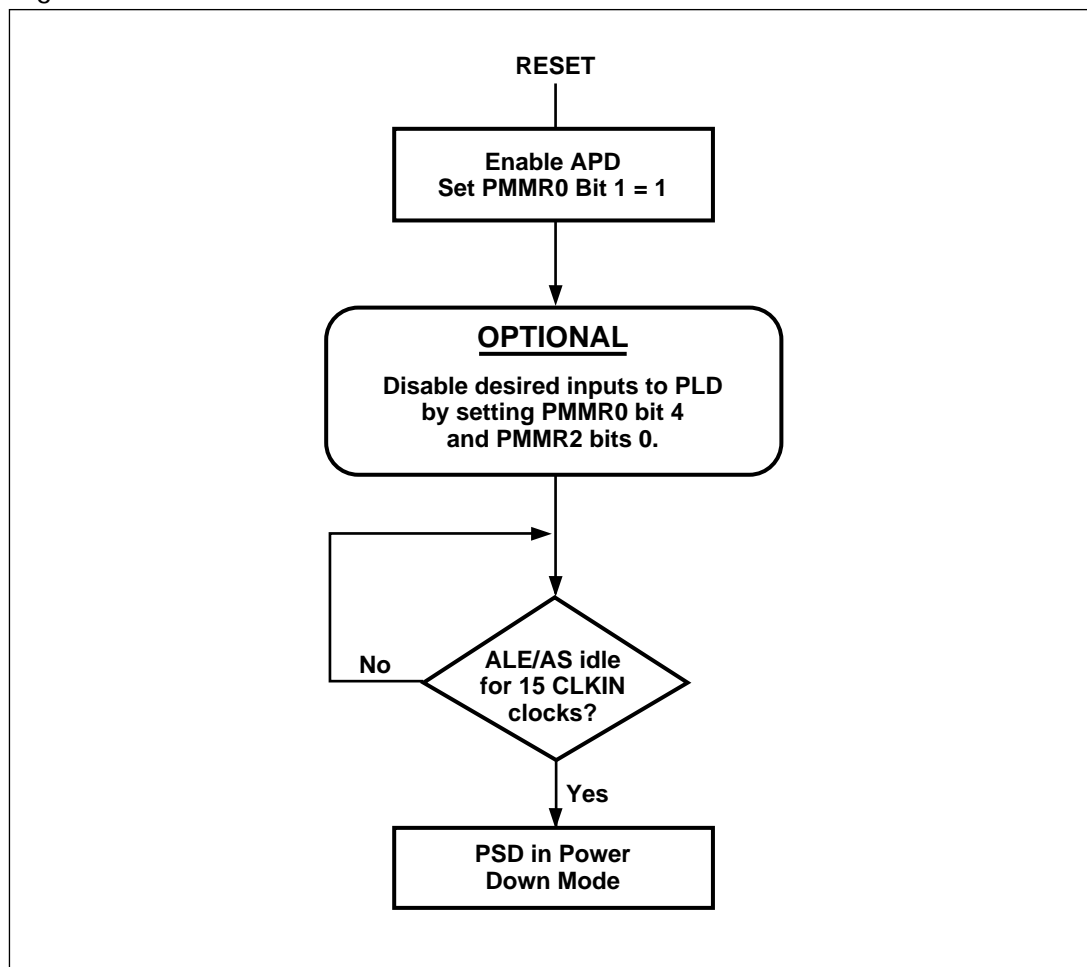 RESET
Enable APD
Set PMMR0 Bit 1 = 1
OPTIONAL
Disable desired inputs to PLD
by setting PMMR0 bit 4
and PMMR2 bits 0.
No
ALE/AS idle
for 15 CLKIN
clocks?
Yes
PSD in Power
Down Mode